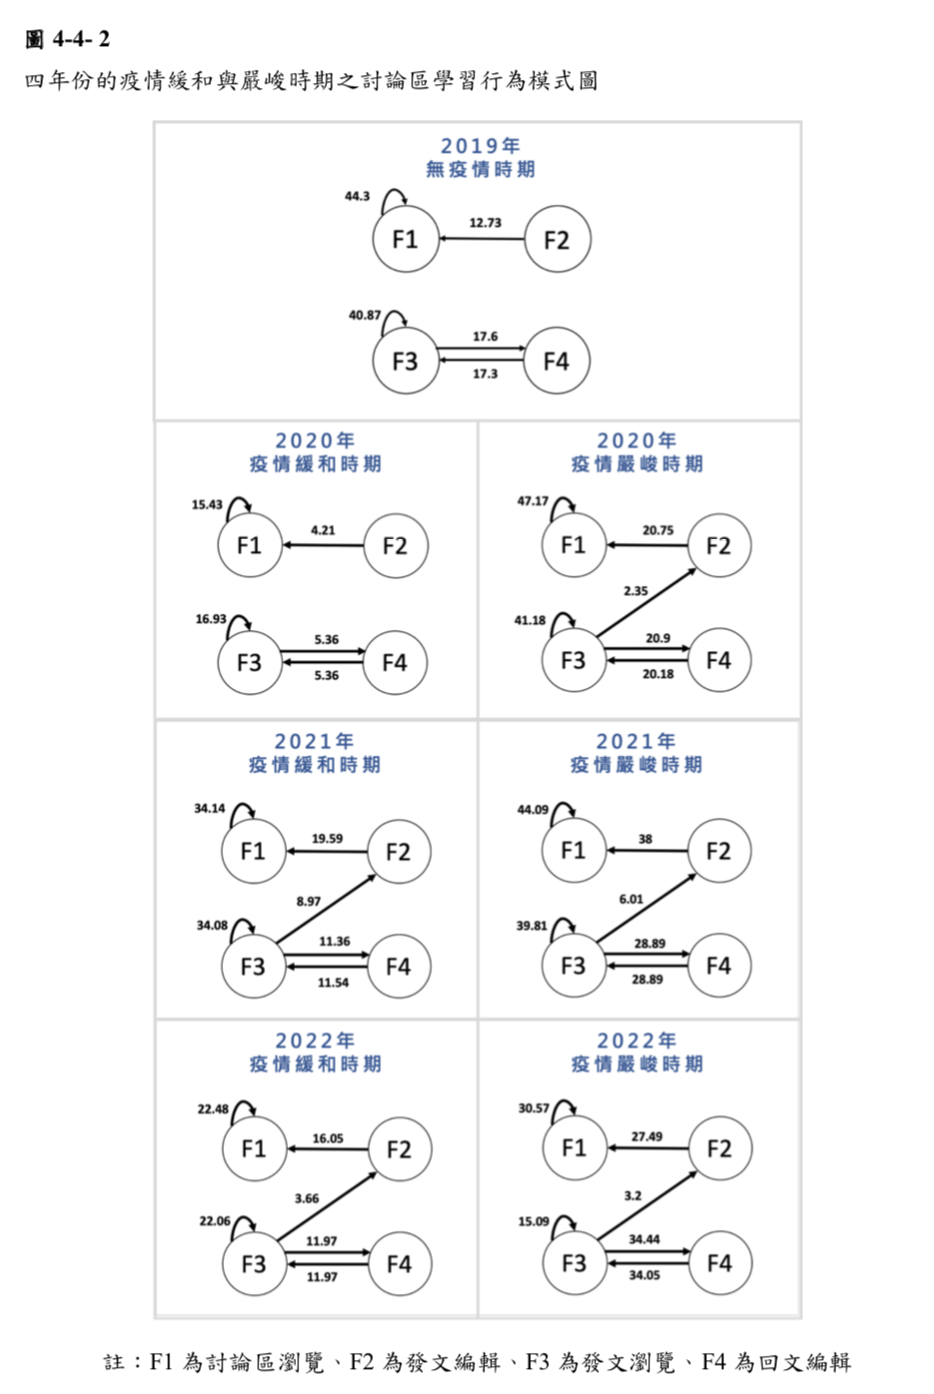 圖 4-4- 2
四年份的疫情緩和與嚴峻時期之討論區學習行為模式圖
2019年
無疫情時期
44.3
F1
12.73
F2
40.87
F3
17.6
17.3
F4
2020年
疫情緩和時期
15.43
F1
4.21
F2
16.93
F3
5.36
5.36
F4
2020年
疫情嚴峻時期
47.17
F1
20.75
F2
2.35
41.18
F3
20.9
20.18
F4
2021年
疫情緩和時期
34.14
F1
19.59
F2
8.97
34.08
F3
11.36
11.54
F4
2021年
疫情嚴峻時期
44.09
F1
38
F2
6.01
39.81
F3
28.89
28.89
F4
2022年
疫情緩和時期
22.48
F1
16.05
F2
3.66
22.06
F3
11.97
11.97
F4
2022年
疫情嚴峻時期
30.57
F1
27.49
F2
3.2
15.09
F3
34.44
34.05
F4
註：F1 為討論區瀏覽、F2 為發文編輯、F3 為發文瀏覽、F4 為回文編輯